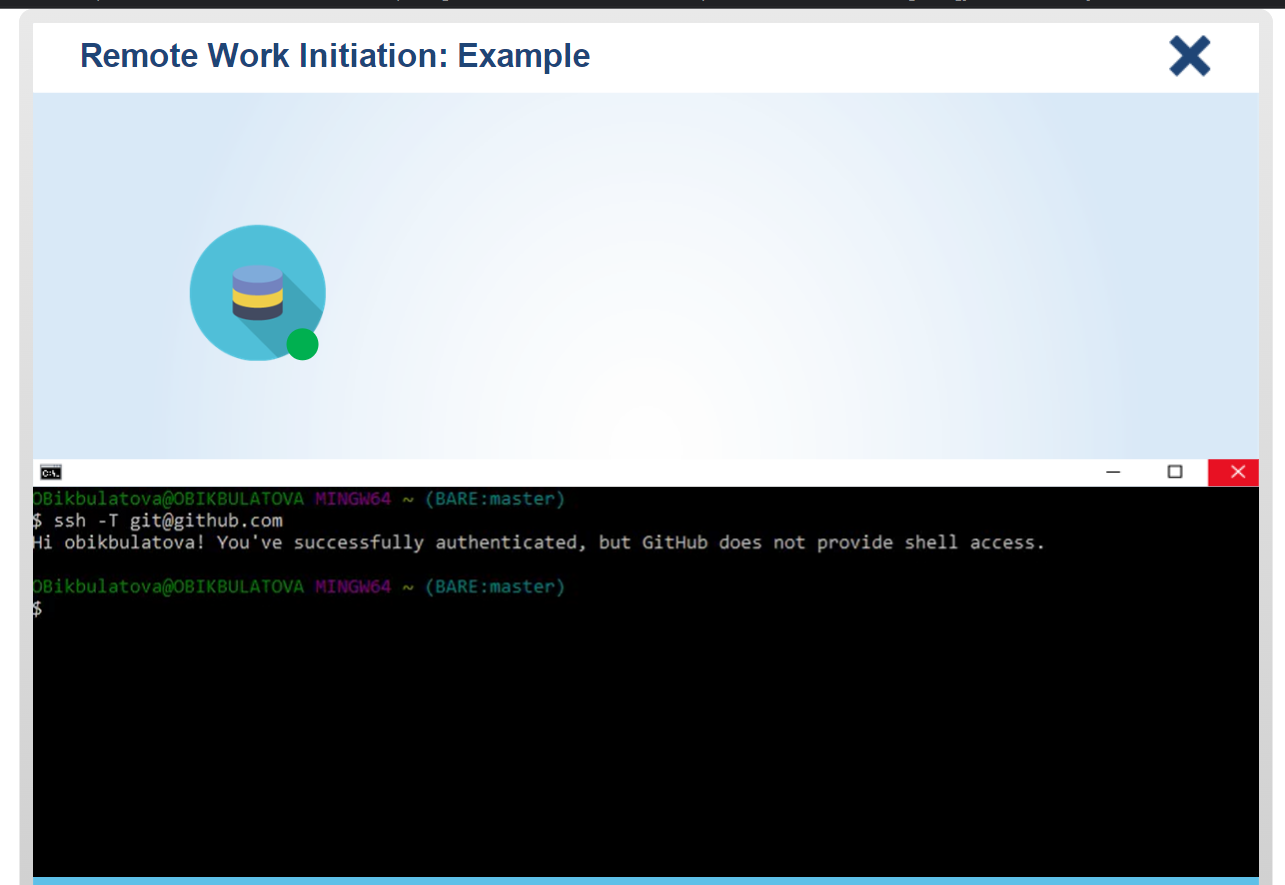 Remote Work Initiation: Example
C:\.
OBikbulatova@OBIKBULATOVA MINGW64 ~ (BARE:master)
$ ssh -T git@github.com
Hi obikbulatova! You've successfully authenticated, but GitHub does not provide shell access.
OBikbulatova@OBIKBULATOVA MINGW64 ~ (BARE:master)
$